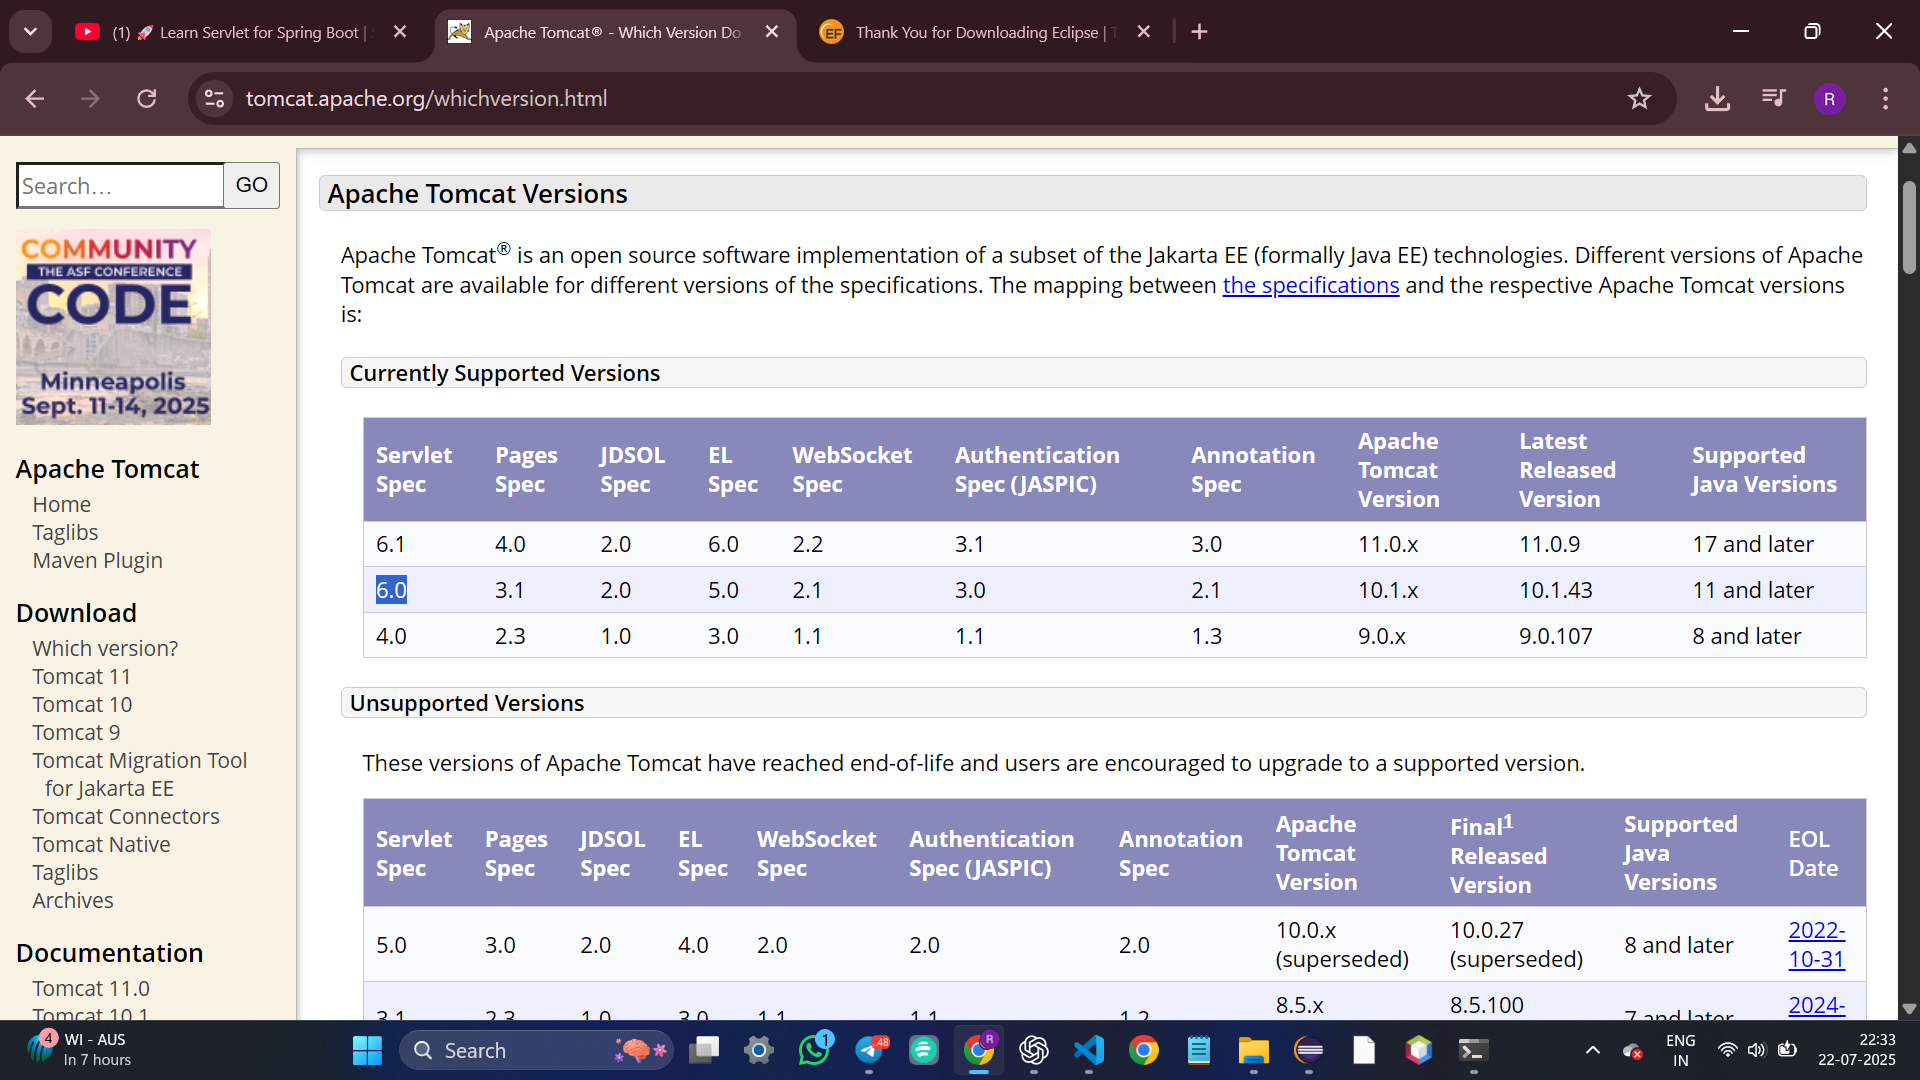 (1) 🚀 Learn Servlet for Spring Boot |
Apache Tomcat® - Which Version Do
Thank You for Downloading Eclipse |
tomcat.apache.org/whichversion.html
R
Search…
GO
COMMUNITY
THE ASF CONFERENCE
CODE
Minneapolis
Sept. 11-14, 2025
Apache Tomcat
Home
Taglibs
Maven Plugin
Download
Which version?
Tomcat 11
Tomcat 10
Tomcat 9
Tomcat Migration Tool
for Jakarta EE
Tomcat Connectors
Tomcat Native
Taglibs
Archives
Documentation
Tomcat 11.0
Tomcat 10.1
Apache Tomcat Versions
Apache Tomcat® is an open source software implementation of a subset of the Jakarta EE (formally Java EE) technologies. Different versions of Apache
Tomcat are available for different versions of the specifications. The mapping between the specifications and the respective Apache Tomcat versions
is:
Currently Supported Versions
Servlet Spec Pages Spec JDSOL Spec EL Spec WebSocket Spec Authentication Spec (JASPIC) Annotation Spec Apache Tomcat Version Latest Released Version Supported Java Versions
6.1 4.0 2.0 6.0 2.2 3.1 3.0 11.0.x 11.0.9 17 and later
6.0 3.1 2.0 5.0 2.1 3.0 2.1 10.1.x 10.1.43 11 and later
4.0 2.3 1.0 3.0 1.1 1.1 1.3 9.0.x 9.0.107 8 and later
Unsupported Versions
These versions of Apache Tomcat have reached end-of-life and users are encouraged to upgrade to a supported version.
Servlet Spec Pages Spec JDSOL Spec EL Spec WebSocket Spec Authentication Spec (JASPIC) Annotation Spec Apache Tomcat Version Final1 Released Version Supported Java Versions EOL Date
5.0 3.0 2.0 4.0 2.0 2.0 2.0 10.0.x (superseded) 10.0.27 (superseded) 8 and later 2022-10-31
3.1 2.3 1.0 3.0 1.1 1.1 1.2 8.5.x 8.5.100 7 and later 2024-
4
WI - AUS
In 7 hours
Search
1
.48
R
ENG
IN
22:33
22-07-2025